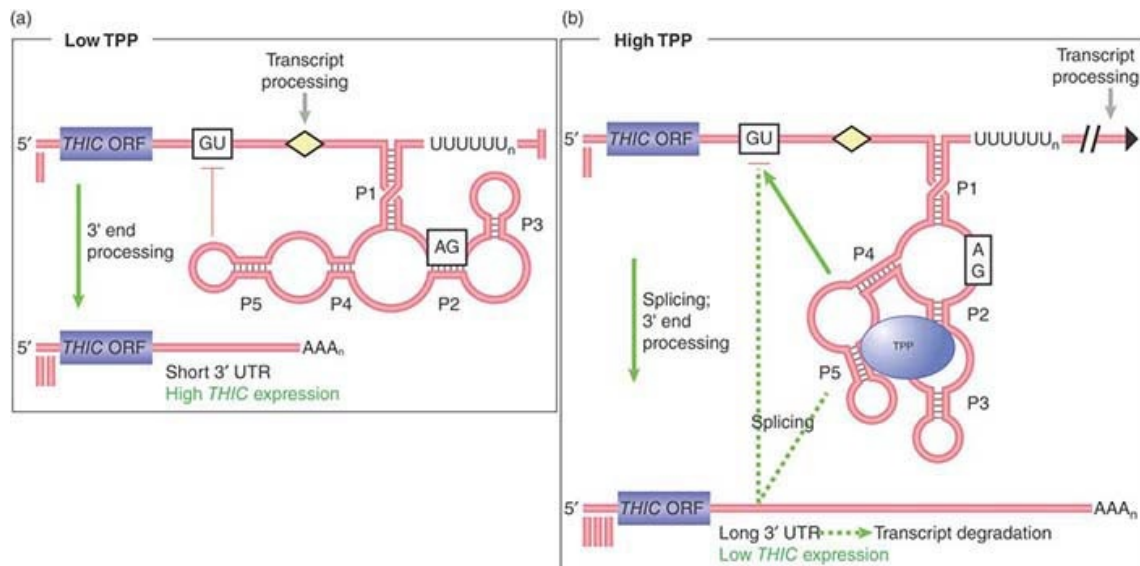 (a)
Low TPP
Transcript
processing
5′
THIC ORF
GU
UUUUUUn
P1
P3
AG
3′ end
processing
P5
P4
P2
5′
THIC ORF
AAAn
Short 3′ UTR
High THIC expression
(b)
High TPP
Transcript
processing
5′
THIC ORF
GU
UUUUUUn
P1
P4
A
G
Splicing;
3′ end
processing
P2
TPP
P5
P3
Splicing
5′
THIC ORF
AAAn
Long 3′ UTR
Transcript degradation
Low THIC expression